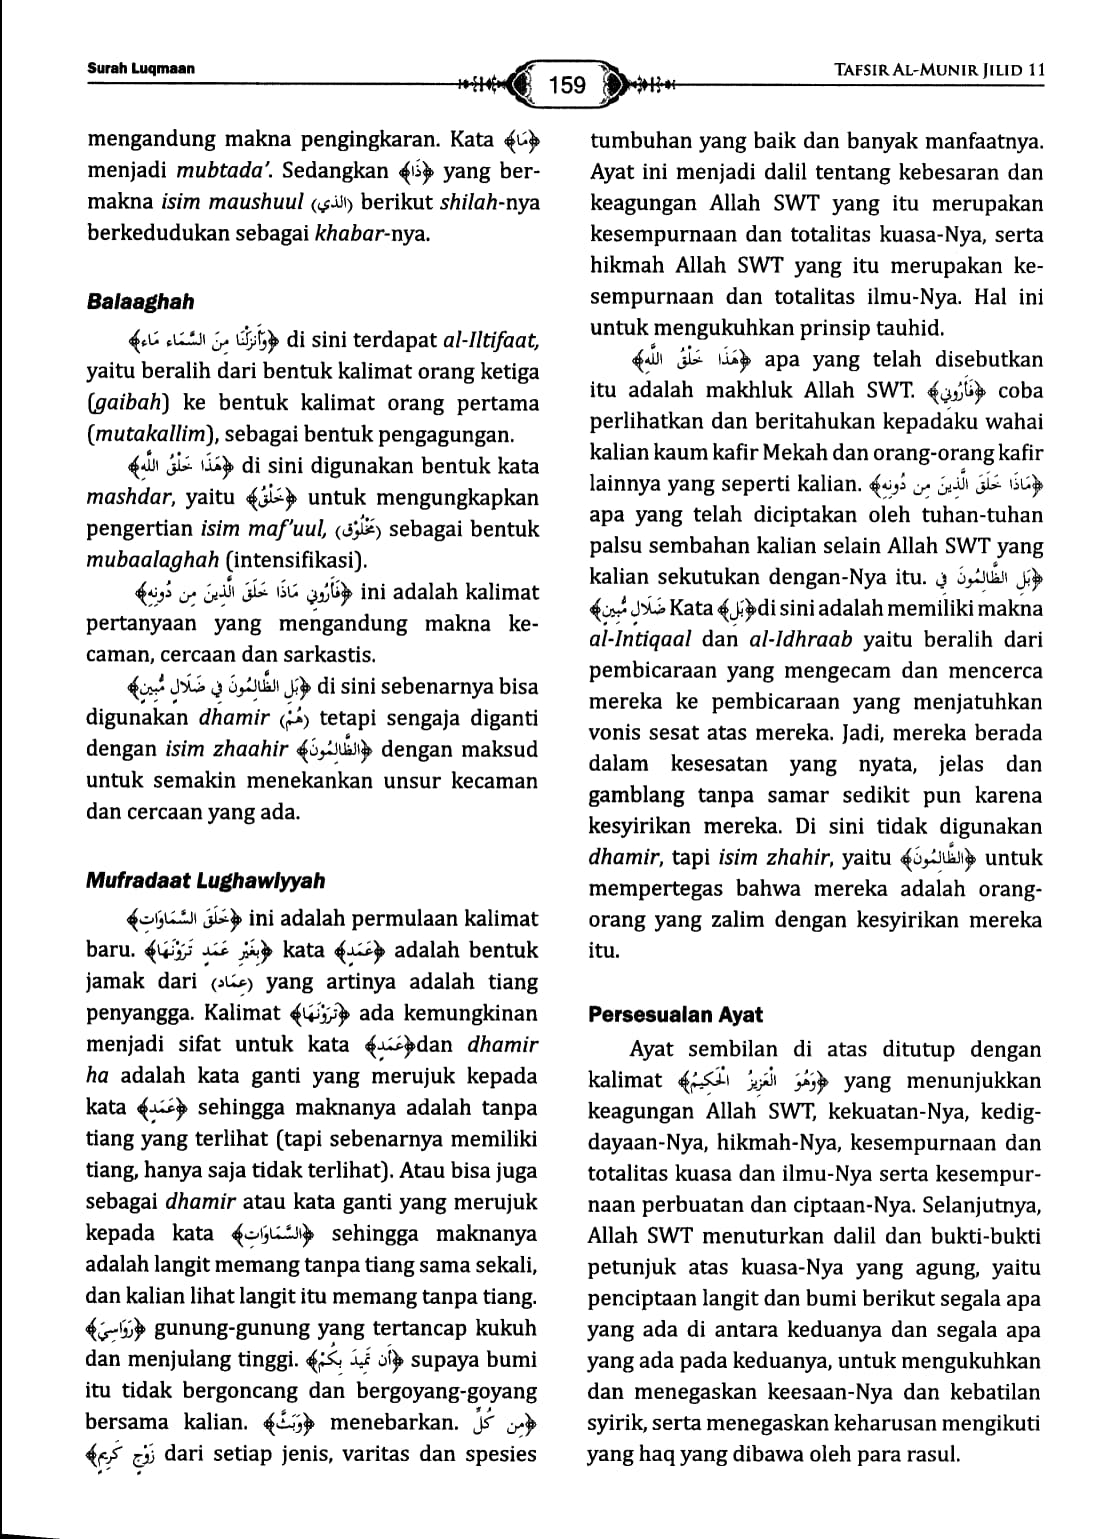 Surah Luqmaan
159
TAFSIR AL-MUNIR JILID 11
mengandung makna pengingkaran. Kata ﴿مَا﴾
menjadi mubtada’. Sedangkan ﴿ذَا﴾ yang ber-
makna isim maushuul (الذي) berikut shilah-nya
berkedudukan sebagai khabar-nya.
Balaaghah
﴿وَأَنزَلْنَا مِنَ السَّمَاء مَاء﴾ di sini terdapat al-Iltifaat,
yaitu beralih dari bentuk kalimat orang ketiga
(gaibah) ke bentuk kalimat orang pertama
(mutakallim), sebagai bentuk pengagungan.
﴿هَذَا خَلْقُ اللَّهِ﴾ di sini digunakan bentuk kata
mashdar, yaitu ﴿خَلْقُ﴾ untuk mengungkapkan
pengertian isim maf’uul, (مَخْلُوْق) sebagai bentuk
mubaalaghah (intensifikasi).
﴿فَأَرُونِي مَاذَا خَلَقَ الَّذِينَ مِن دُونِهِ﴾ ini adalah kalimat
pertanyaan yang mengandung makna ke-
caman, cercaan dan sarkastis.
﴿بَلِ الظَّالِمُونَ فِي ضَلَالٍ مُّبِينٍ﴾ di sini sebenarnya bisa
digunakan dhamir (هُمْ) tetapi sengaja diganti
dengan isim zhaahir ﴿الظَّالِمُونَ﴾ dengan maksud
untuk semakin menekankan unsur kecaman
dan cercaan yang ada.
Mufradaat Lughawiyyah
﴿خَلَقَ السَّمَاوَاتِ﴾ ini adalah permulaan kalimat
baru. ﴿بِغَيْرِ عَمَدٍ تَرَوْنَهَا﴾ kata ﴿عَمَدٍ﴾ adalah bentuk
jamak dari (عِمَاد) yang artinya adalah tiang
penyangga. Kalimat ﴿تَرَوْنَهَا﴾ ada kemungkinan
menjadi sifat untuk kata ﴿عَمَدٍ﴾dan dhamir
ha adalah kata ganti yang merujuk kepada
kata ﴿عَمَدٍ﴾ sehingga maknanya adalah tanpa
tiang yang terlihat (tapi sebenarnya memiliki
tiang, hanya saja tidak terlihat). Atau bisa juga
sebagai dhamir atau kata ganti yang merujuk
kepada kata ﴿السَّمَاوَاتِ﴾ sehingga maknanya
adalah langit memang tanpa tiang sama sekali,
dan kalian lihat langit itu memang tanpa tiang.
﴿رَوَاسِيَ﴾ gunung-gunung yang tertancap kukuh
dan menjulang tinggi. ﴿أَن تَمِيدَ بِكُمْ﴾ supaya bumi
itu tidak bergoncang dan bergoyang-goyang
bersama kalian. ﴿وَبَثَّ﴾ menebarkan. ﴿مِن كُلِّ
زَوْجٍ كَرِيمٍ﴾ dari setiap jenis, varitas dan spesies
tumbuhan yang baik dan banyak manfaatnya.
Ayat ini menjadi dalil tentang kebesaran dan
keagungan Allah SWT yang itu merupakan
kesempurnaan dan totalitas kuasa-Nya, serta
hikmah Allah SWT yang itu merupakan ke-
sempurnaan dan totalitas ilmu-Nya. Hal ini
untuk mengukuhkan prinsip tauhid.
﴿هَذَا خَلْقُ اللَّهِ﴾ apa yang telah disebutkan
itu adalah makhluk Allah SWT. ﴿فَأَرُونِي﴾ coba
perlihatkan dan beritahukan kepadaku wahai
kalian kaum kafir Mekah dan orang-orang kafir
lainnya yang seperti kalian. ﴿مَاذَا خَلَقَ الَّذِينَ مِن دُونِهِ﴾
apa yang telah diciptakan oleh tuhan-tuhan
palsu sembahan kalian selain Allah SWT yang
kalian sekutukan dengan-Nya itu. ﴿بَلِ الظَّالِمُونَ فِي
ضَلَالٍ مُّبِينٍ﴾ Kata ﴿بَلِ﴾di sini adalah memiliki makna
al-Intiqaal dan al-Idhraab yaitu beralih dari
pembicaraan yang mengecam dan mencerca
mereka ke pembicaraan yang menjatuhkan
vonis sesat atas mereka. Jadi, mereka berada
dalam kesesatan yang nyata, jelas dan
gamblang tanpa samar sedikit pun karena
kesyirikan mereka. Di sini tidak digunakan
dhamir, tapi isim zhahir, yaitu ﴿الظَّالِمُونَ﴾ untuk
mempertegas bahwa mereka adalah orang-
orang yang zalim dengan kesyirikan mereka
itu.
Persesuaian Ayat
Ayat sembilan di atas ditutup dengan
kalimat ﴿وَهُوَ الْعَزِيزُ الْحَكِيمُ﴾ yang menunjukkan
keagungan Allah SWT, kekuatan-Nya, kedig-
dayaan-Nya, hikmah-Nya, kesempurnaan dan
totalitas kuasa dan ilmu-Nya serta kesempur-
naan perbuatan dan ciptaan-Nya. Selanjutnya,
Allah SWT menuturkan dalil dan bukti-bukti
petunjuk atas kuasa-Nya yang agung, yaitu
penciptaan langit dan bumi berikut segala apa
yang ada di antara keduanya dan segala apa
yang ada pada keduanya, untuk mengukuhkan
dan menegaskan keesaan-Nya dan kebatilan
syirik, serta menegaskan keharusan mengikuti
yang haq yang dibawa oleh para rasul.